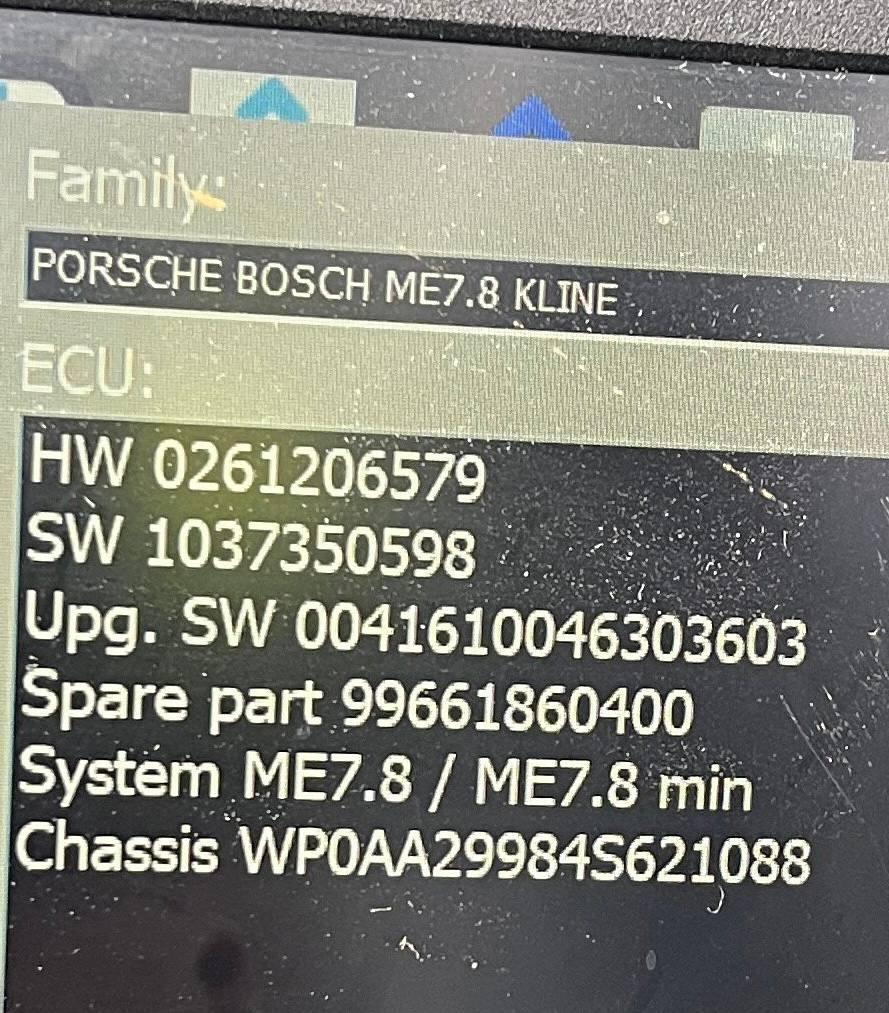 Family:
PORSCHE BOSCH ME7.8 KLINE
ECU:
HW 0261206579
SW 1037350598
Upg. SW 0041610046303603
Spare part 99661860400
System ME7.8 / ME7.8 min
Chassis WP0AA29984S621088